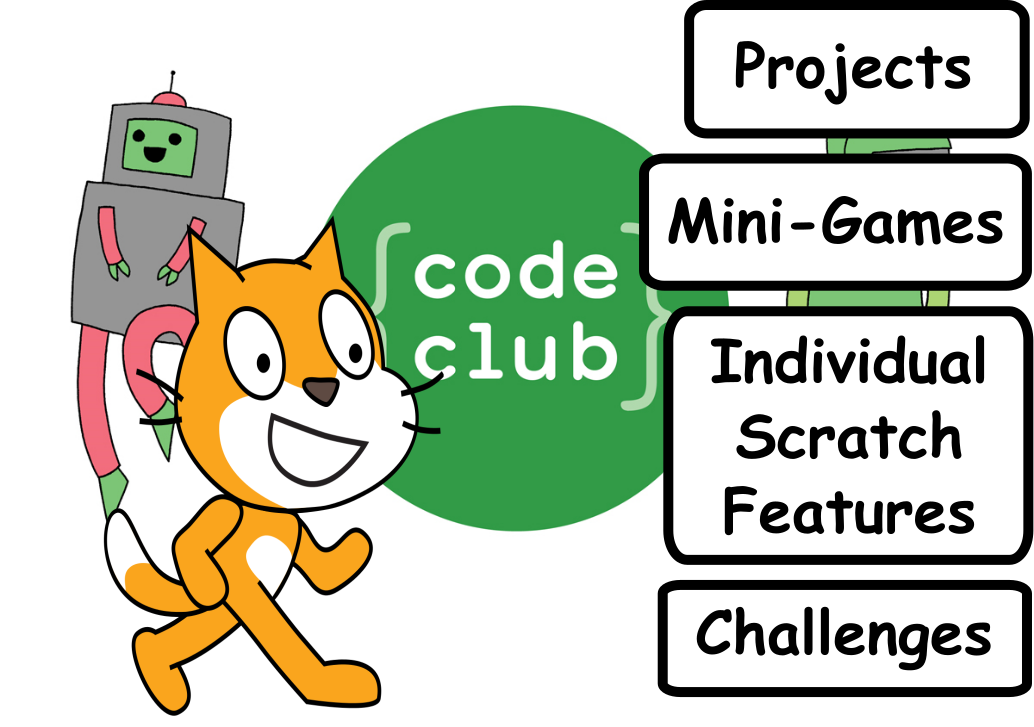 Projects
Mini-Games
{code
club}
Individual
Scratch
Features
Challenges